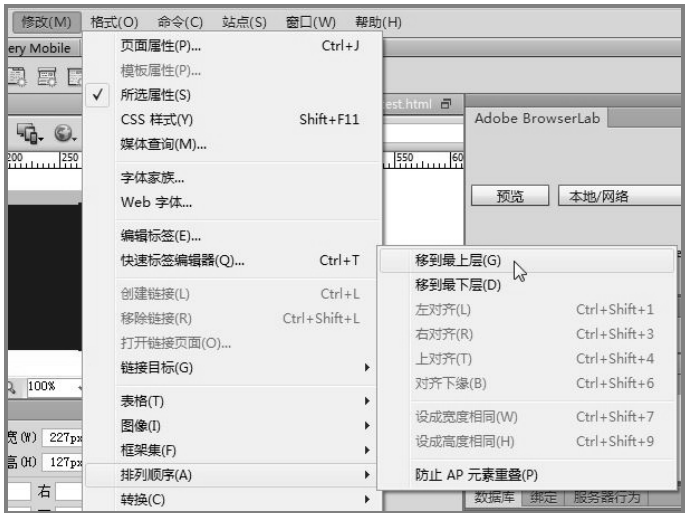 修改(M) 格式(O) 命令(C) 站点(S) 窗口(W) 帮助(H)
ery Mobile
页面属性(P)... Ctrl+J
模板属性(P)...
✓ 所选属性(S)
CSS 样式(Y) Shift+F11
媒体查询(M)...
字体家族...
Web 字体...
编辑标签(E)...
快速标签编辑器(Q)... Ctrl+T
创建链接(L) Ctrl+L
移除链接(R) Ctrl+Shift+L
打开链接页面(O)...
链接目标(G)
表格(T)
图像(I)
框架集(F)
排列顺序(A)
转换(C)
test.html
Adobe BrowserLab
200 250 550 60
预览 本地/网络
移到最上层(G)
移到最下层(D)
左对齐(L) Ctrl+Shift+1
右对齐(R) Ctrl+Shift+3
上对齐(T) Ctrl+Shift+4
对齐下缘(B) Ctrl+Shift+6
设成宽度相同(W) Ctrl+Shift+7
设成高度相同(H) Ctrl+Shift+9
防止 AP 元素重叠(P)
100%
宽(W) 227px
高(H) 127px
右
数据库 绑定 服务器行为